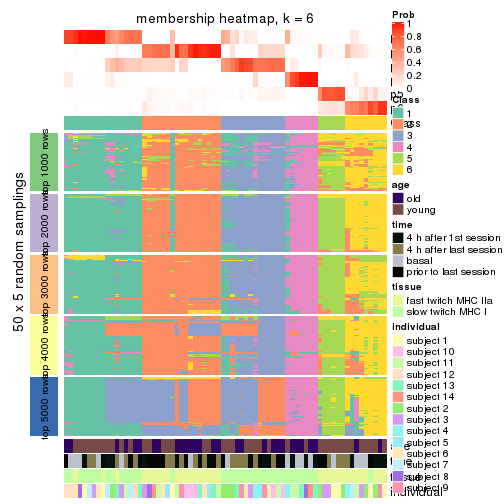 membership heatmap, k = 6
50 x 5 random samplings
top 1000 rows
top 2000 rows
top 3000 rows
top 4000 rows
top 5000 rows
Prob
1
0.8
0.6
0.4
0.2
0
Class
1
2
3
4
5
6
age
old
young
time
4 h after 1st session
4 h after last session
basal
prior to last session
tissue
fast twitch MHC IIa
slow twitch MHC I
individual
subject 1
subject 10
subject 11
subject 12
subject 13
subject 14
subject 2
subject 3
subject 4
subject 5
subject 6
subject 7
subject 8
subject 9
individual